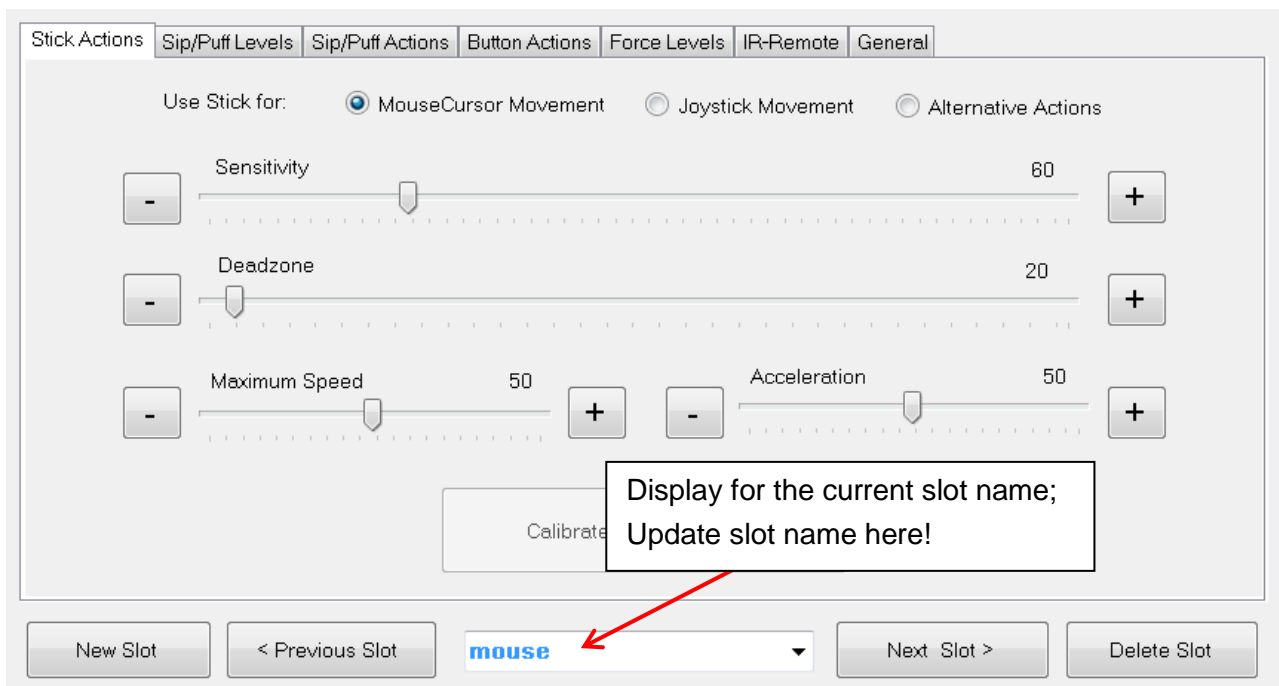 Stick Actions Sip/Puff Levels Sip/Puff Actions Button Actions Force Levels IR-Remote General
Use Stick for: MouseCursor Movement Joystick Movement Alternative Actions
Sensitivity 60
- +
Deadzone 20
- +
Maximum Speed 50 Acceleration 50
- + - +
Display for the current slot name;
Calibrate Update slot name here!
New Slot < Previous Slot mouse Next Slot > Delete Slot